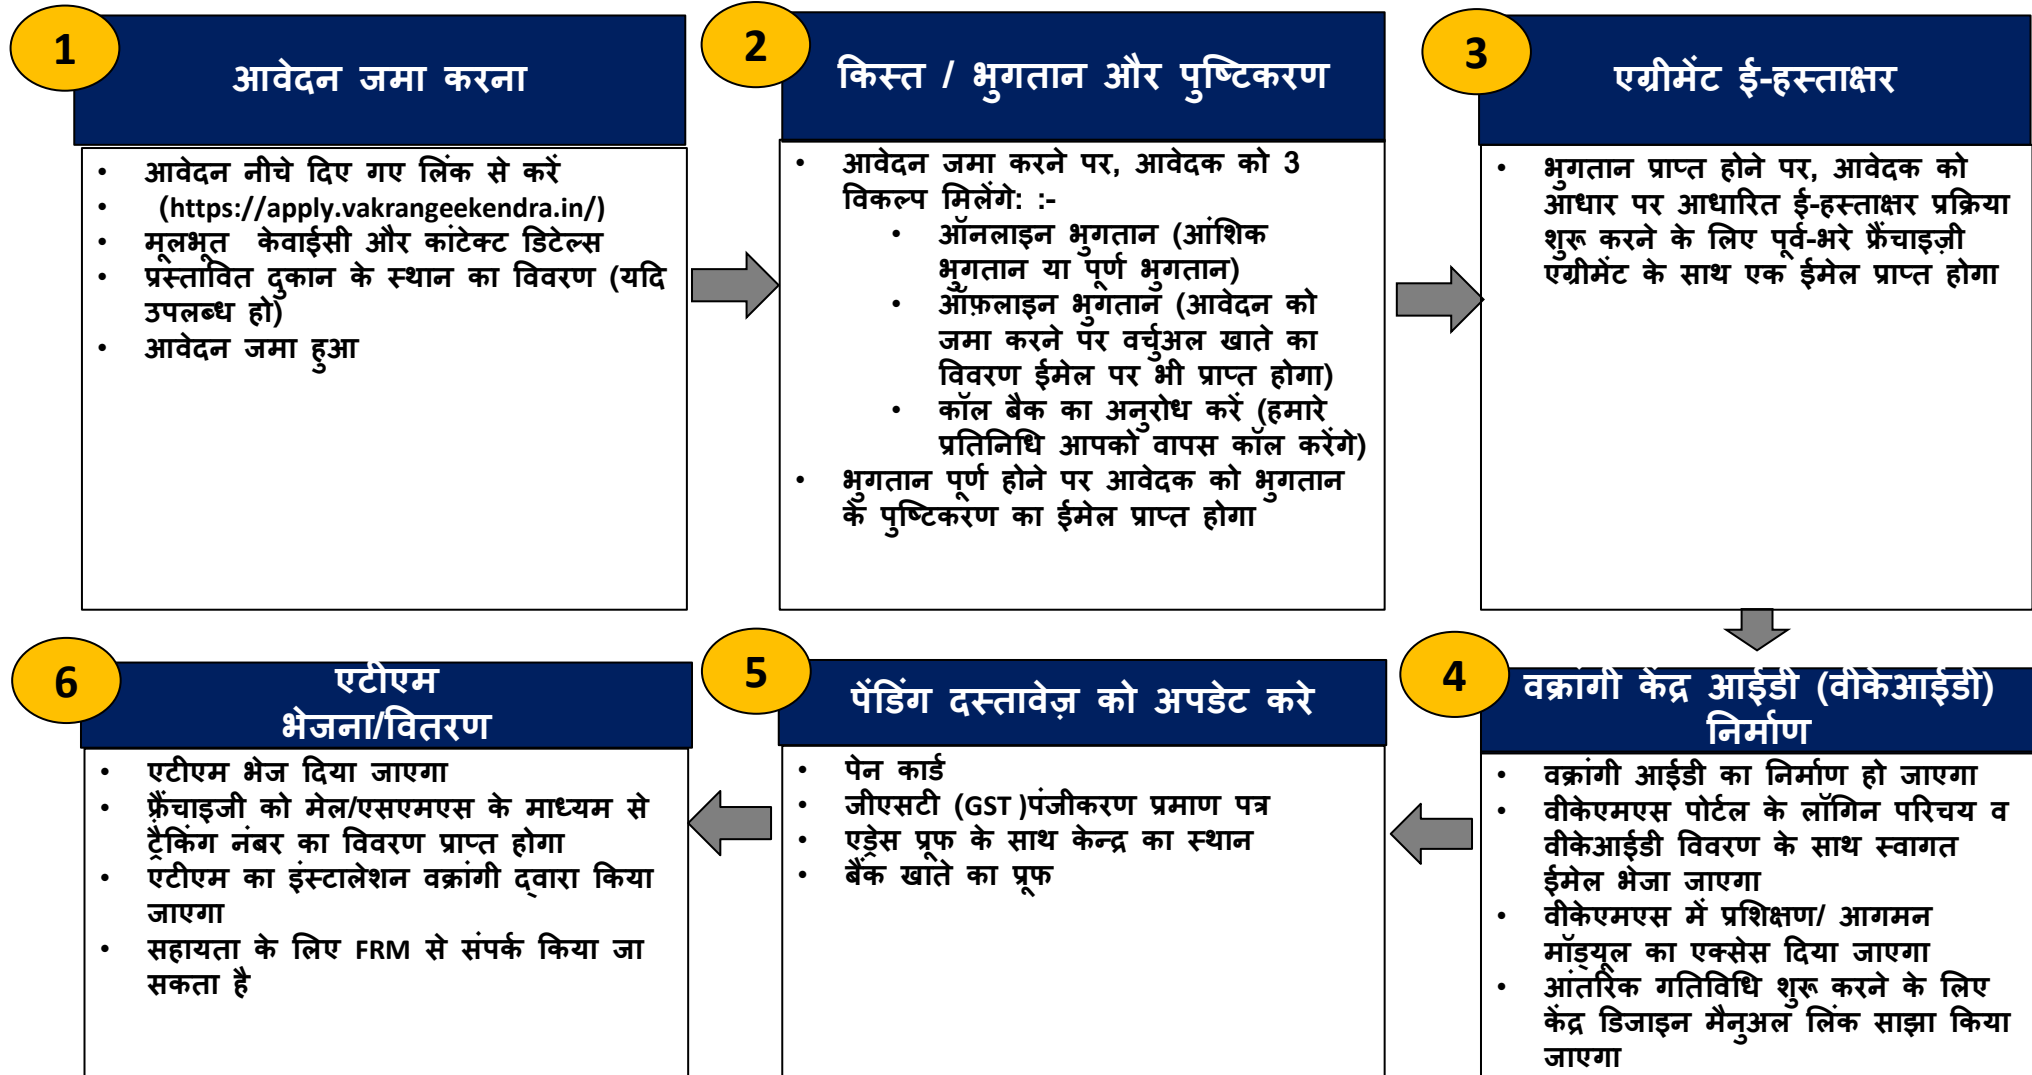 1
आवेदन जमा करना
• आवेदन नीचे दिए गए लिंक से करें
• (https://apply.vakrangeekendra.in/)
• मूलभूत केवाईसी और कांटेक्ट डिटेल्स
• प्रस्तावित दुकान के स्थान का विवरण (यदि
उपलब्ध हो)
• आवेदन जमा हुआ
2
किस्त / भुगतान और पुष्टिकरण
• आवेदन जमा करने पर, आवेदक को 3
विकल्प मिलेंगे: :-
• ऑनलाइन भुगतान (आंशिक
भुगतान या पूर्ण भुगतान)
• ऑफ़लाइन भुगतान (आवेदन को
जमा करने पर वर्चुअल खाते का
विवरण ईमेल पर भी प्राप्त होगा)
• कॉल बैक का अनुरोध करें (हमारे
प्रतिनिधि आपको वापस कॉल करेंगे)
• भुगतान पूर्ण होने पर आवेदक को भुगतान
के पुष्टिकरण का ईमेल प्राप्त होगा
3
एग्रीमेंट ई-हस्ताक्षर
• भुगतान प्राप्त होने पर, आवेदक को
आधार पर आधारित ई-हस्ताक्षर प्रक्रिया
शुरू करने के लिए पूर्व-भरे फ्रैंचाइज़ी
एग्रीमेंट के साथ एक ईमेल प्राप्त होगा
4
वक्रांगी केंद्र आईडी (वीकेआईडी)
निर्माण
• वक्रांगी आईडी का निर्माण हो जाएगा
• वीकेएमएस पोर्टल के लॉगिन परिचय व
वीकेआईडी विवरण के साथ स्वागत
ईमेल भेजा जाएगा
• वीकेएमएस में प्रशिक्षण/ आगमन
मॉड्यूल का एक्सेस दिया जाएगा
• आंतरिक गतिविधि शुरू करने के लिए
केंद्र डिजाइन मैनुअल लिंक साझा किया
जाएगा
5
पेंडिंग दस्तावेज़ को अपडेट करे
• पेन कार्ड
• जीएसटी (GST )पंजीकरण प्रमाण पत्र
• एड्रेस प्रूफ के साथ केन्द्र का स्थान
• बैंक खाते का प्रूफ
6
एटीएम
भेजना/वितरण
• एटीएम भेज दिया जाएगा
• फ़्रैंचाइजी को मेल/एसएमएस के माध्यम से
ट्रैकिंग नंबर का विवरण प्राप्त होगा
• एटीएम का इंस्टालेशन वक्रांगी द्वारा किया
जाएगा
• सहायता के लिए FRM से संपर्क किया जा
सकता है